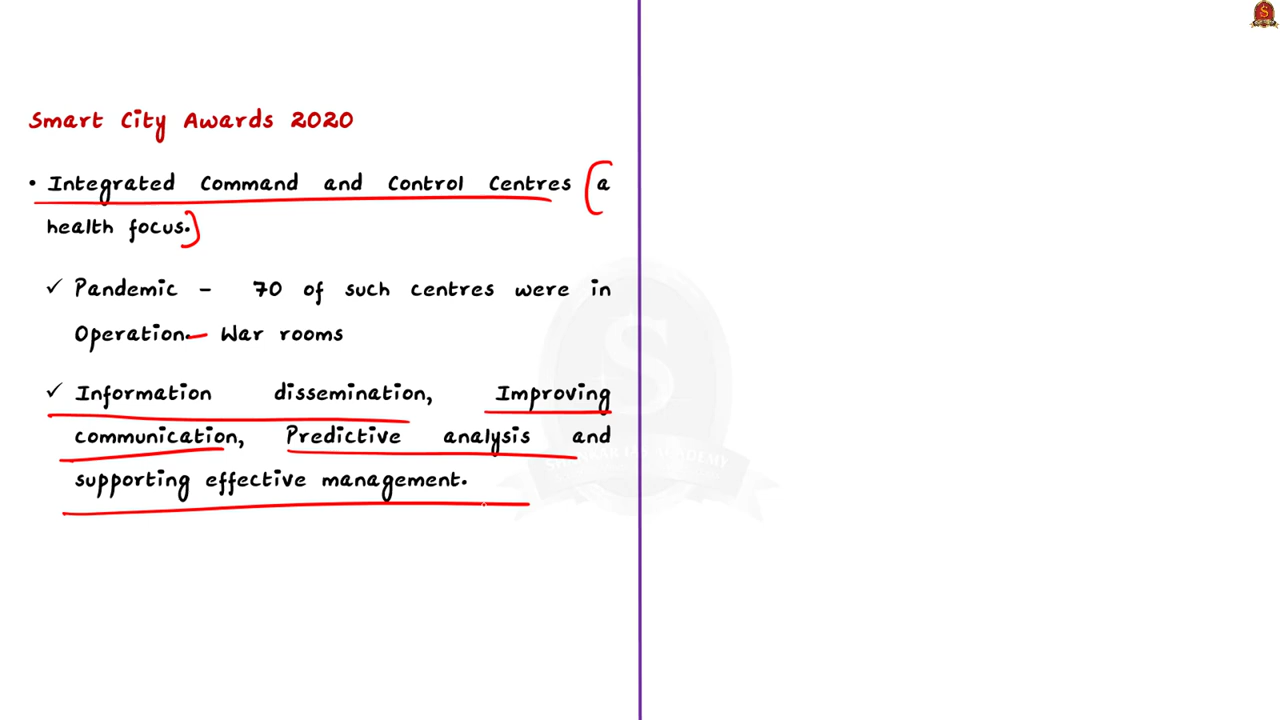 Smart City Awards 2020
• Integrated Command and Control Centres (a
health focus.)
✓ Pandemic – 70 of such centres were in
Operation. – War rooms
✓ Information dissemination, Improving
communication, Predictive analysis and
supporting effective management.